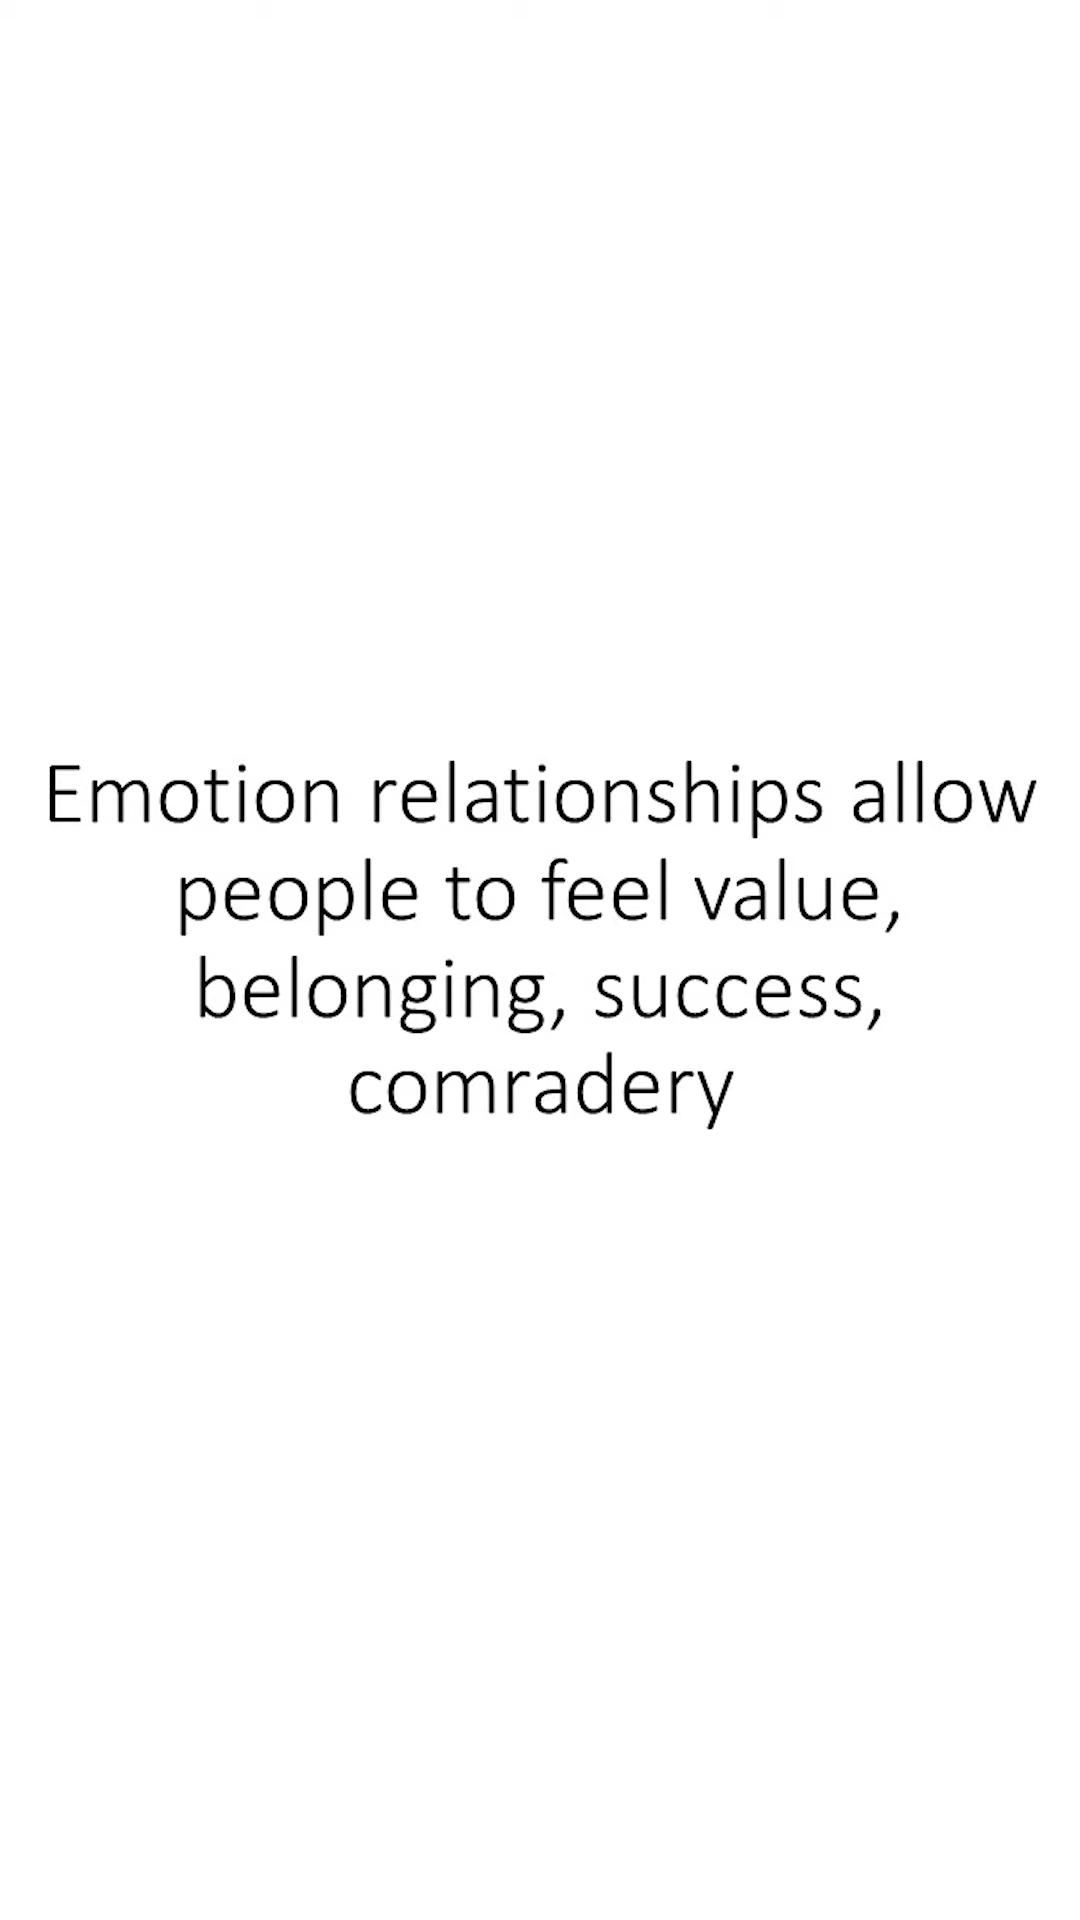 Emotion relationships allow
people to feel value,
belonging, success,
comradery